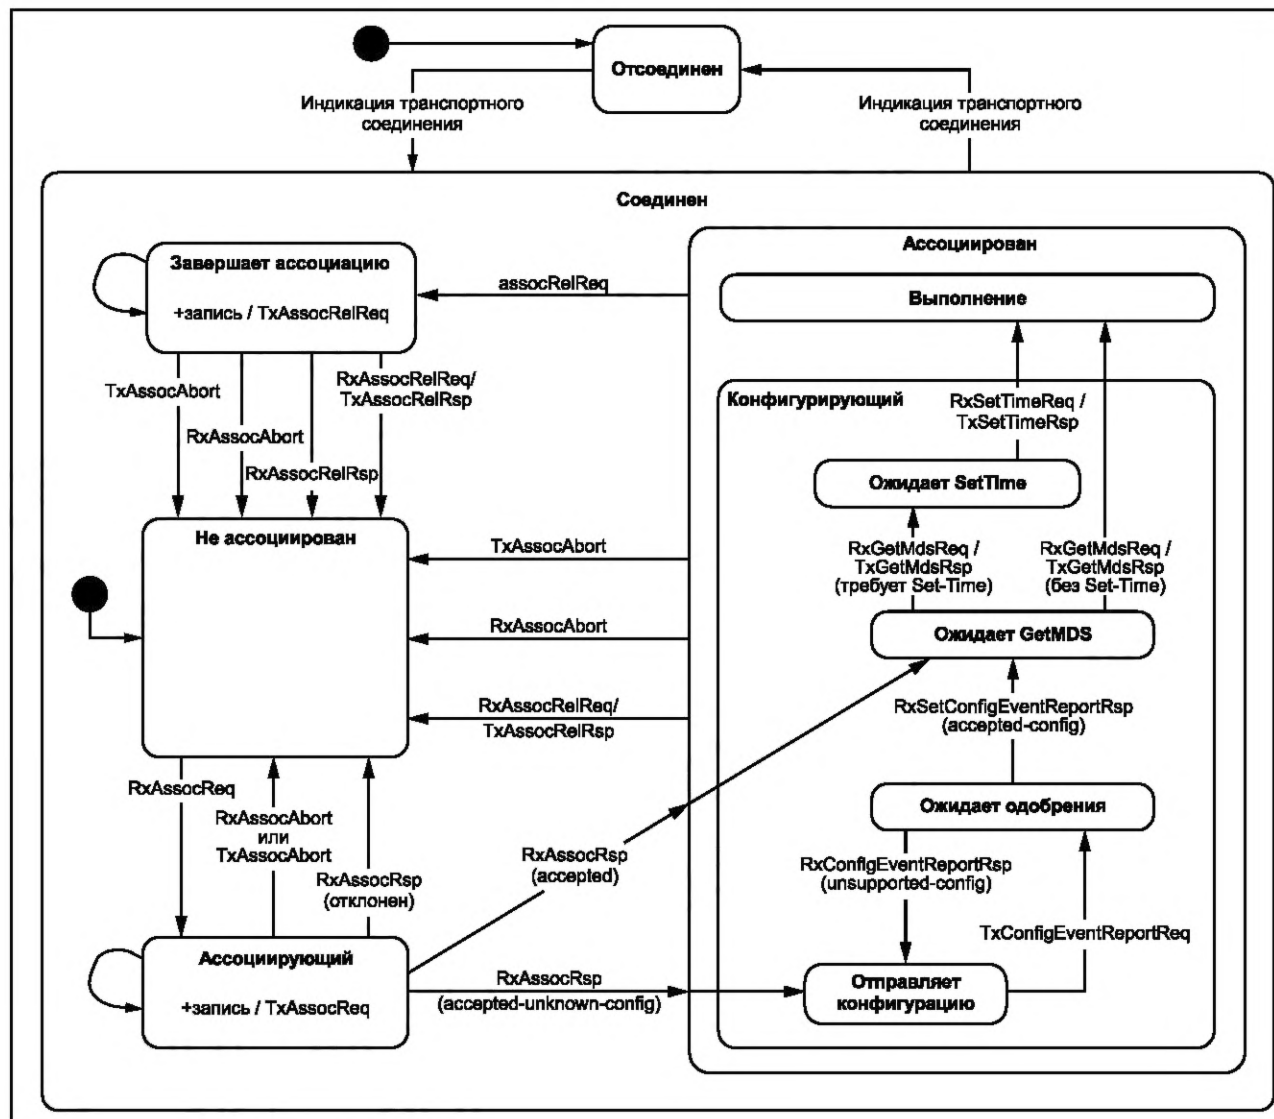 Отсоединен
Индикация транспортного
соединения
Индикация транспортного
соединения
Соединен
Завершает ассоциацию
+запись / TxAssocRelReq
assocRelReq
Ассоциирован
Выполнение
TxAssocAbort
RxAssocAbort
RxAssocRelRsp
RxAssocRelReq/
TxAssocRelRsp
Конфигурирующий
RxSetTimeReq /
TxSetTimeRsp
Ожидает SetTime
Не ассоциирован
TxAssocAbort
RxAssocAbort
RxAssocRelReq/
TxAssocRelRsp
RxGetMdsReq /
TxGetMdsRsp
(требует Set-Time)
RxGetMdsReq /
TxGetMdsRsp
(без Set-Time)
Ожидает GetMDS
RxSetConfigEventReportRsp
(accepted-config)
Ожидает одобрения
RxAssocReq
RxAssocAbort
или
TxAssocAbort
RxAssocRsp
(отклонен)
RxAssocRsp
(accepted)
RxConfigEventReportRsp
(unsupported-config)
TxConfigEventReportReq
Ассоциирующий
+запись / TxAssocReq
RxAssocRsp
(accepted-unknown-config)
Отправляет
конфигурацию